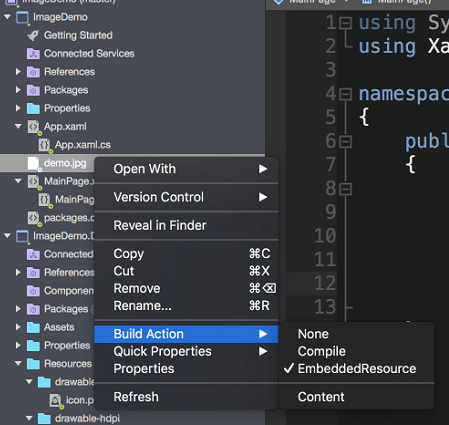 ImageDemo (master)
ImageDemo
Getting Started
Connected Services
References
Packages
Properties
App.xaml
App.xaml.cs
demo.jpg
MainPage.x
MainPag
packages.c
ImageDemo.D
Connected
References
Componen
Packages
Assets
Properties
Resources
drawable
icon.p
drawable-hdpi
Open With
Version Control
Reveal in Finder
Copy ⌘C
Cut ⌘X
Remove ⌘⌫
Rename... ⌘R
Build Action
Quick Properties
Properties
Refresh
None
Compile
✓ EmbeddedResource
Content
MainPage
MainPage()
1 using Sy
2 using Xa
3
4 namespac
5 {
6 publ
7 {
8
9
10
11
12
13